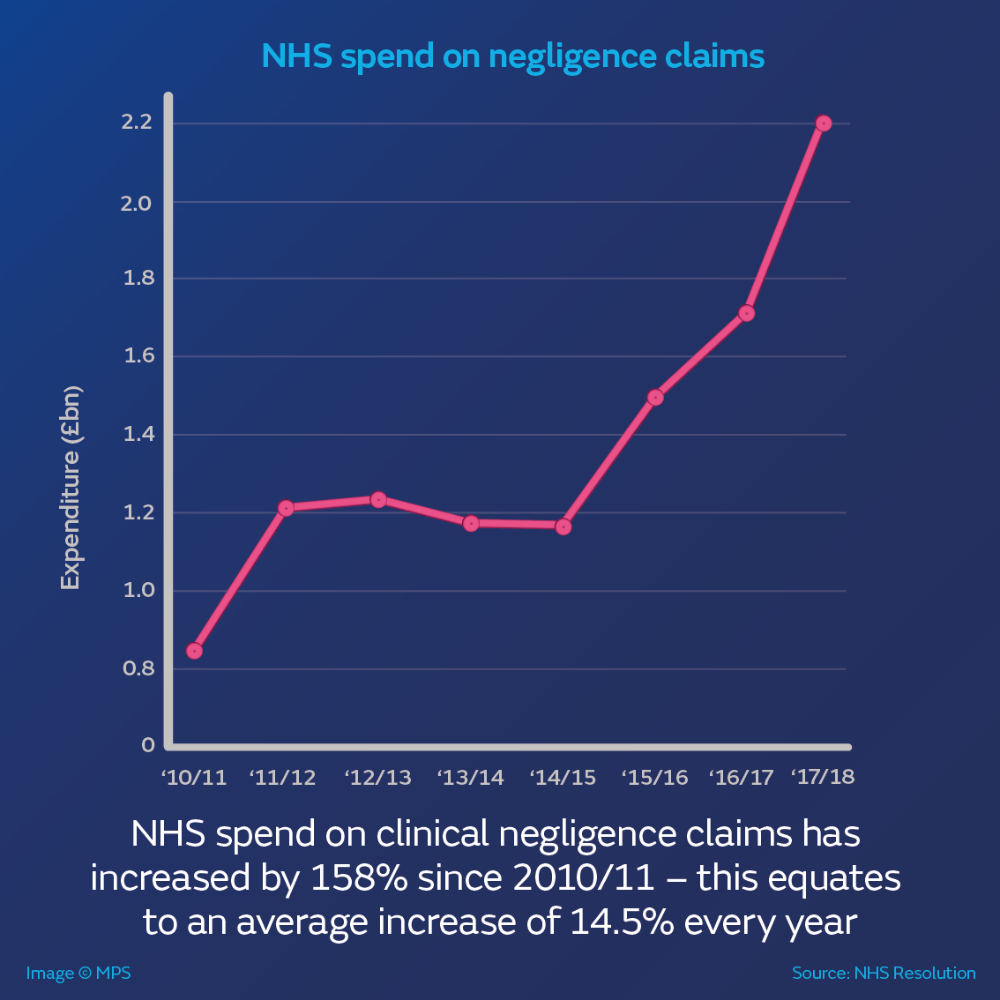 NHS spend on negligence claims
2.2
2.0
1.8
1.6
1.4
1.2
1.0
0.8
0
Expenditure (£bn)
‘10/11 ‘11/12 ‘12/13 ‘13/14 ‘14/15 ‘15/16 ‘16/17 ‘17/18
NHS spend on clinical negligence claims has
increased by 158% since 2010/11 – this equates
to an average increase of 14.5% every year
Image © MPS
Source: NHS Resolution